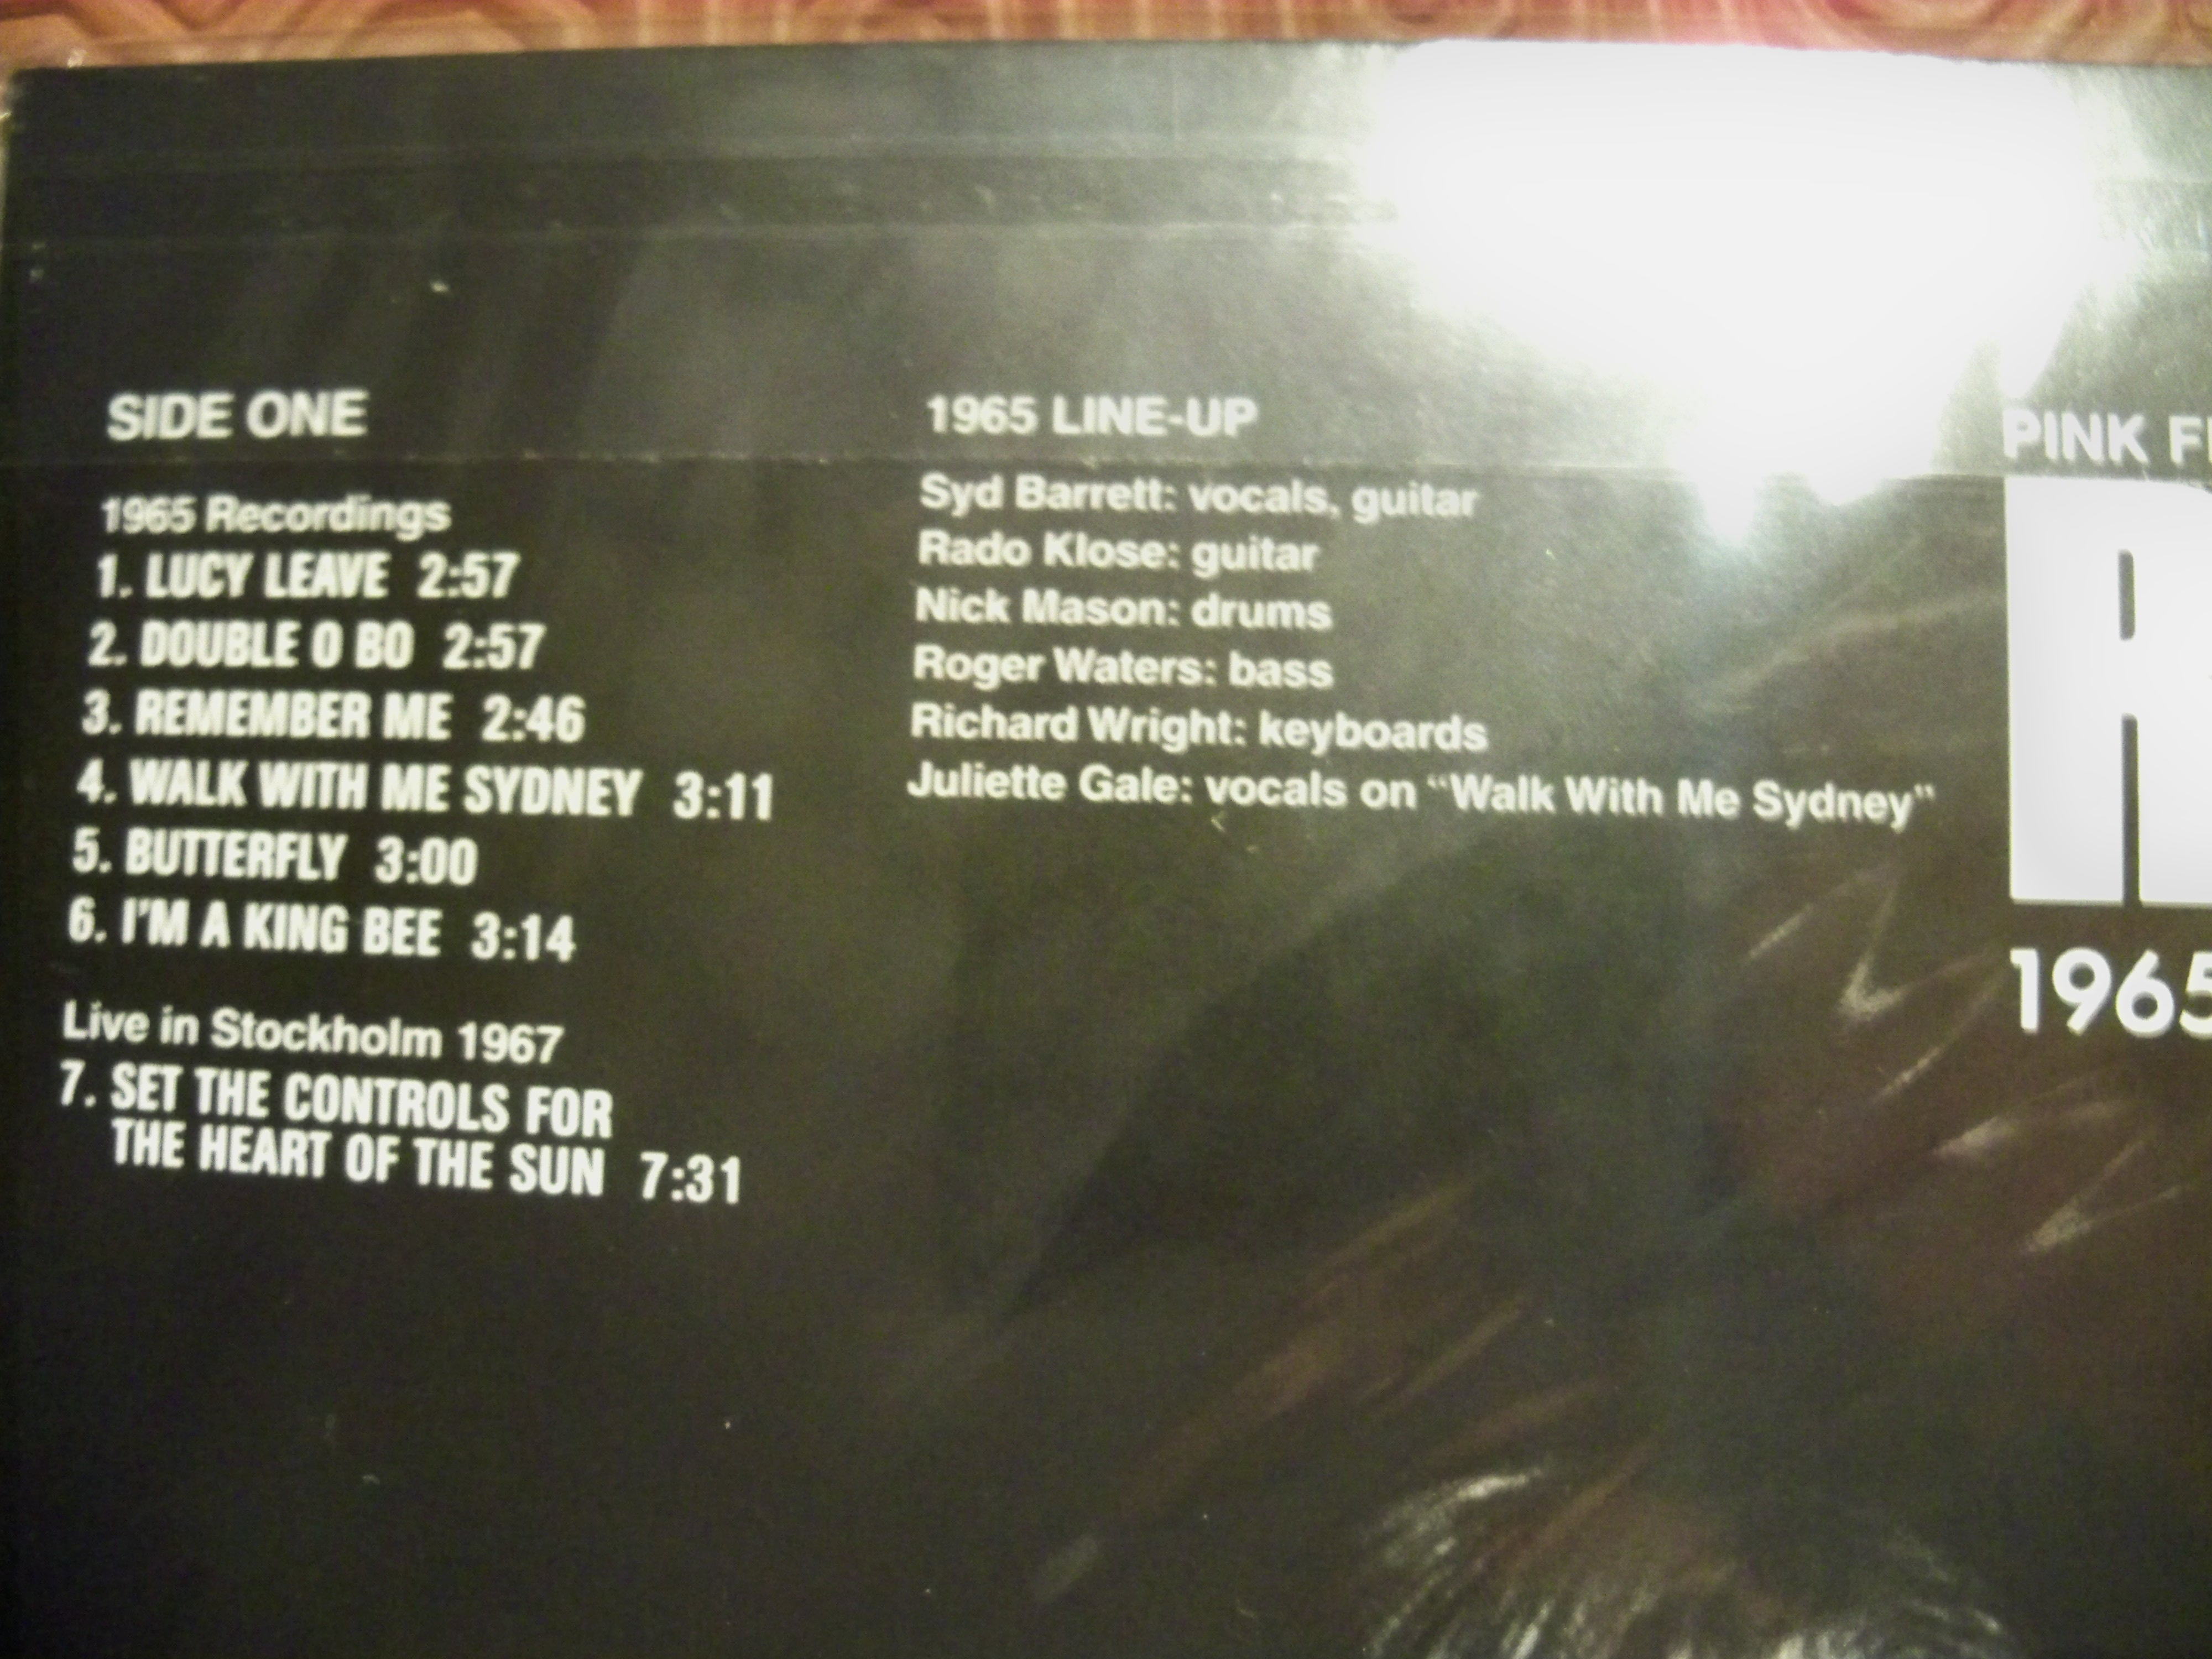 SIDE ONE
1965 Recordings
1. LUCY LEAVE 2:57
2. DOUBLE O BO 2:57
3. REMEMBER ME 2:46
4. WALK WITH ME SYDNEY 3:11
5. BUTTERFLY 3:00
6. I'M A KING BEE 3:14
Live in Stockholm 1967
7. SET THE CONTROLS FOR
THE HEART OF THE SUN 7:31
1965 LINE-UP
Syd Barrett: vocals, guitar
Rado Klose: guitar
Nick Mason: drums
Roger Waters: bass
Richard Wright: keyboards
Juliette Gale: vocals on "Walk With Me Sydney"
PINK
1965